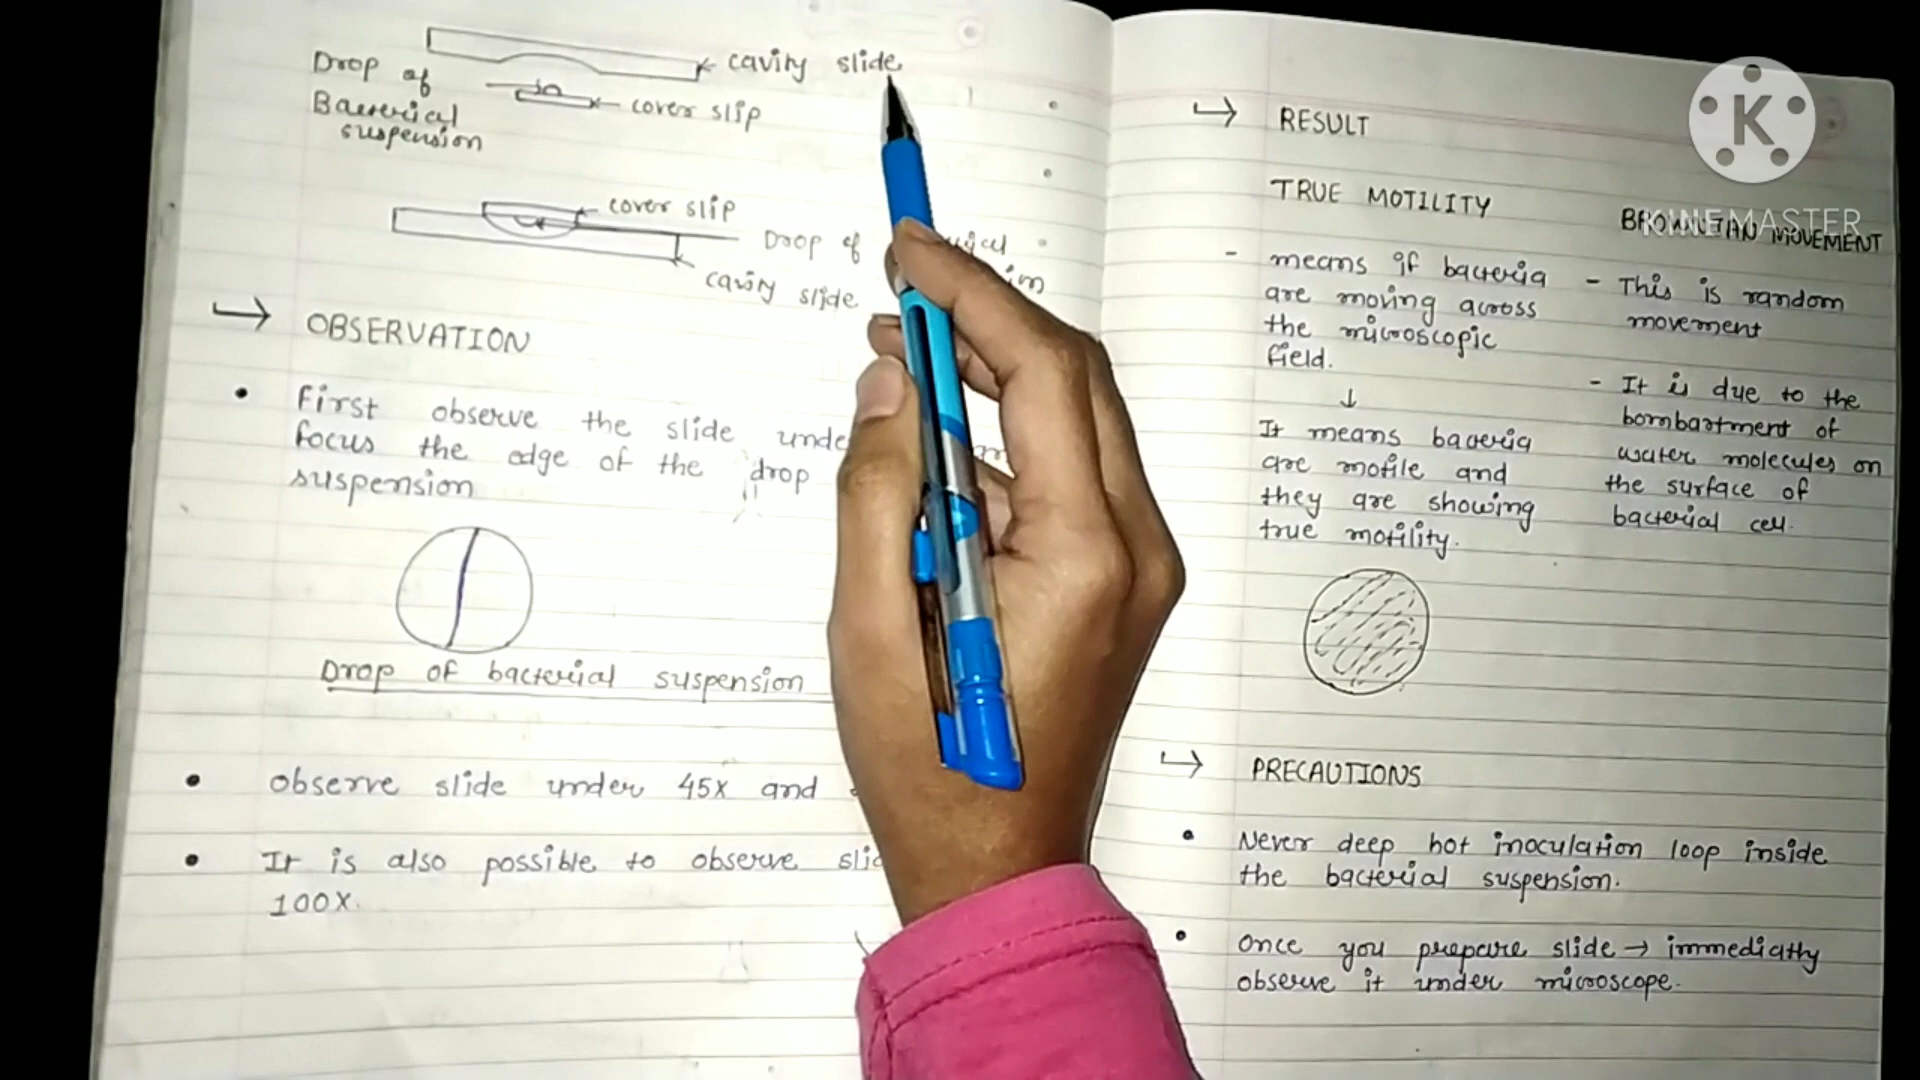 cavity slide
Drop of
Bacterial
suspension
cover slip
cover slip
Drop of
cavity slide
→ OBSERVATION
• First observe the slide
focus the edge of the drop
suspension
Drop of bacterial suspension
• observe slide under 45x and
• It is also possible to observe
100x.
→ RESULT
TRUE MOTILITY
- means if bacteria
are moving across
the microscopic
field.
↓
It means bacteria
are motile and
they are showing
true motility.
BROWNIAN MOVEMENT
- This is random
movement
- It is due to the
bombartment of
water molecules on
the surface of
bacterial cell.
→ PRECAUTIONS
• Never deep hot inoculation loop inside
the bacterial suspension.
• Once you prepare slide → immediatly
observe it under microscope.
K
KINEMASTER